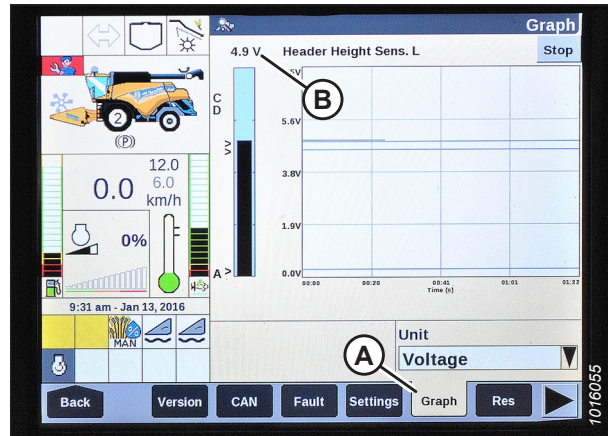 Graph
4.9 V
Header Height Sens. L
Stop
B
C
D
5.6V
3.8V
1.9V
0.0V
A
00:00
00:20
00:41
01:01
01:22
Time (s)
2
(P)
12.0
6.0
0.0
km/h
0%
F
9:31 am - Jan 13, 2016
%
MAN
Unit
A
Voltage
Back
Version
CAN
Fault
Settings
Graph
Res
1016055